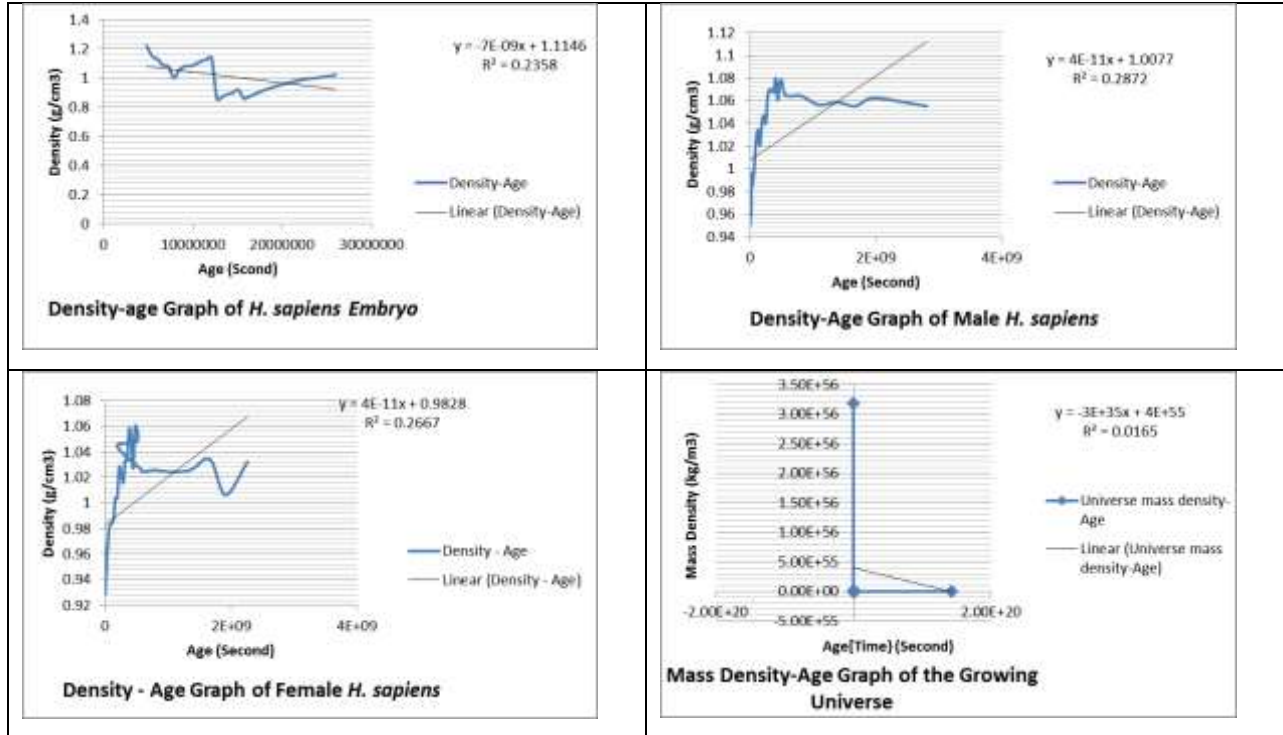 1.4
1.2
1
0.8
0.6
0.4
0.2
0
Density (g/cm3)
0
10000000
20000000
30000000
Age (Scond)
y = -7E-09x + 1.1146
R² = 0.2358
Density-Age
Linear (Density-Age)
Density-age Graph of H. sapiens Embryo
1.12
1.1
1.08
1.06
1.04
1.02
1
0.98
0.96
0.94
Density (g/cm3)
0
2E+09
4E+09
Age (Second)
y = 4E-11x + 1.0077
R² = 0.2872
Density-Age
Linear (Density-Age)
Density-Age Graph of Male H. sapiens
1.08
1.06
1.04
1.02
1
0.98
0.96
0.94
0.92
Density (g/cm3)
0
2E+09
4E+09
Age (Second)
y = 4E-11x + 0.9828
R² = 0.2667
Density - Age
Linear (Density - Age)
Density - Age Graph of Female H. sapiens
3.50E+56
3.00E+56
2.50E+56
2.00E+56
1.50E+56
1.00E+56
5.00E+55
0.00E+00
-5.00E+55
Mass Density (kg/m3)
-2.00E+20
2.00E+20
Age[Time} (Second)
y = -3E+35x + 4E+55
R² = 0.0165
Universe mass density-
Age
Linear (Universe mass
density-Age)
Mass Density-Age Graph of the Growing
Universe